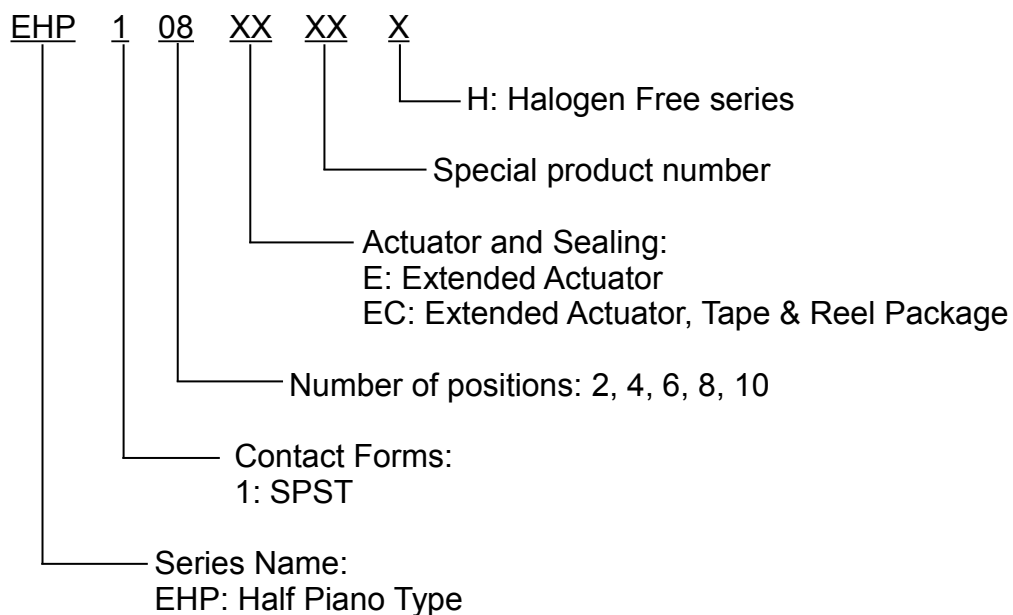 EHP 1 08 XX XX X
H: Halogen Free series
Special product number
Actuator and Sealing:
E: Extended Actuator
EC: Extended Actuator, Tape & Reel Package
Number of positions: 2, 4, 6, 8, 10
Contact Forms:
1: SPST
Series Name:
EHP: Half Piano Type